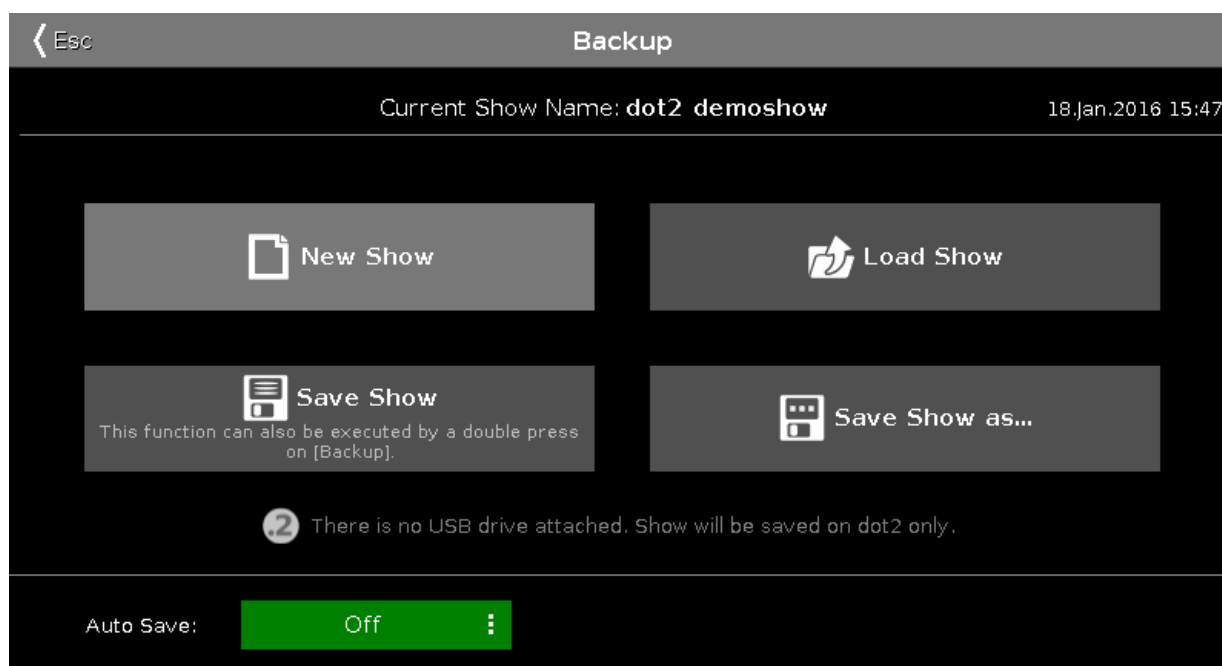 Esc
Backup
Current Show Name: dot2 demoshow
18.Jan.2016 15:47
New Show
Load Show
Save Show
This function can also be executed by a double press
on [Backup].
Save Show as...
.2 There is no USB drive attached. Show will be saved on dot2 only.
Auto Save:
Off